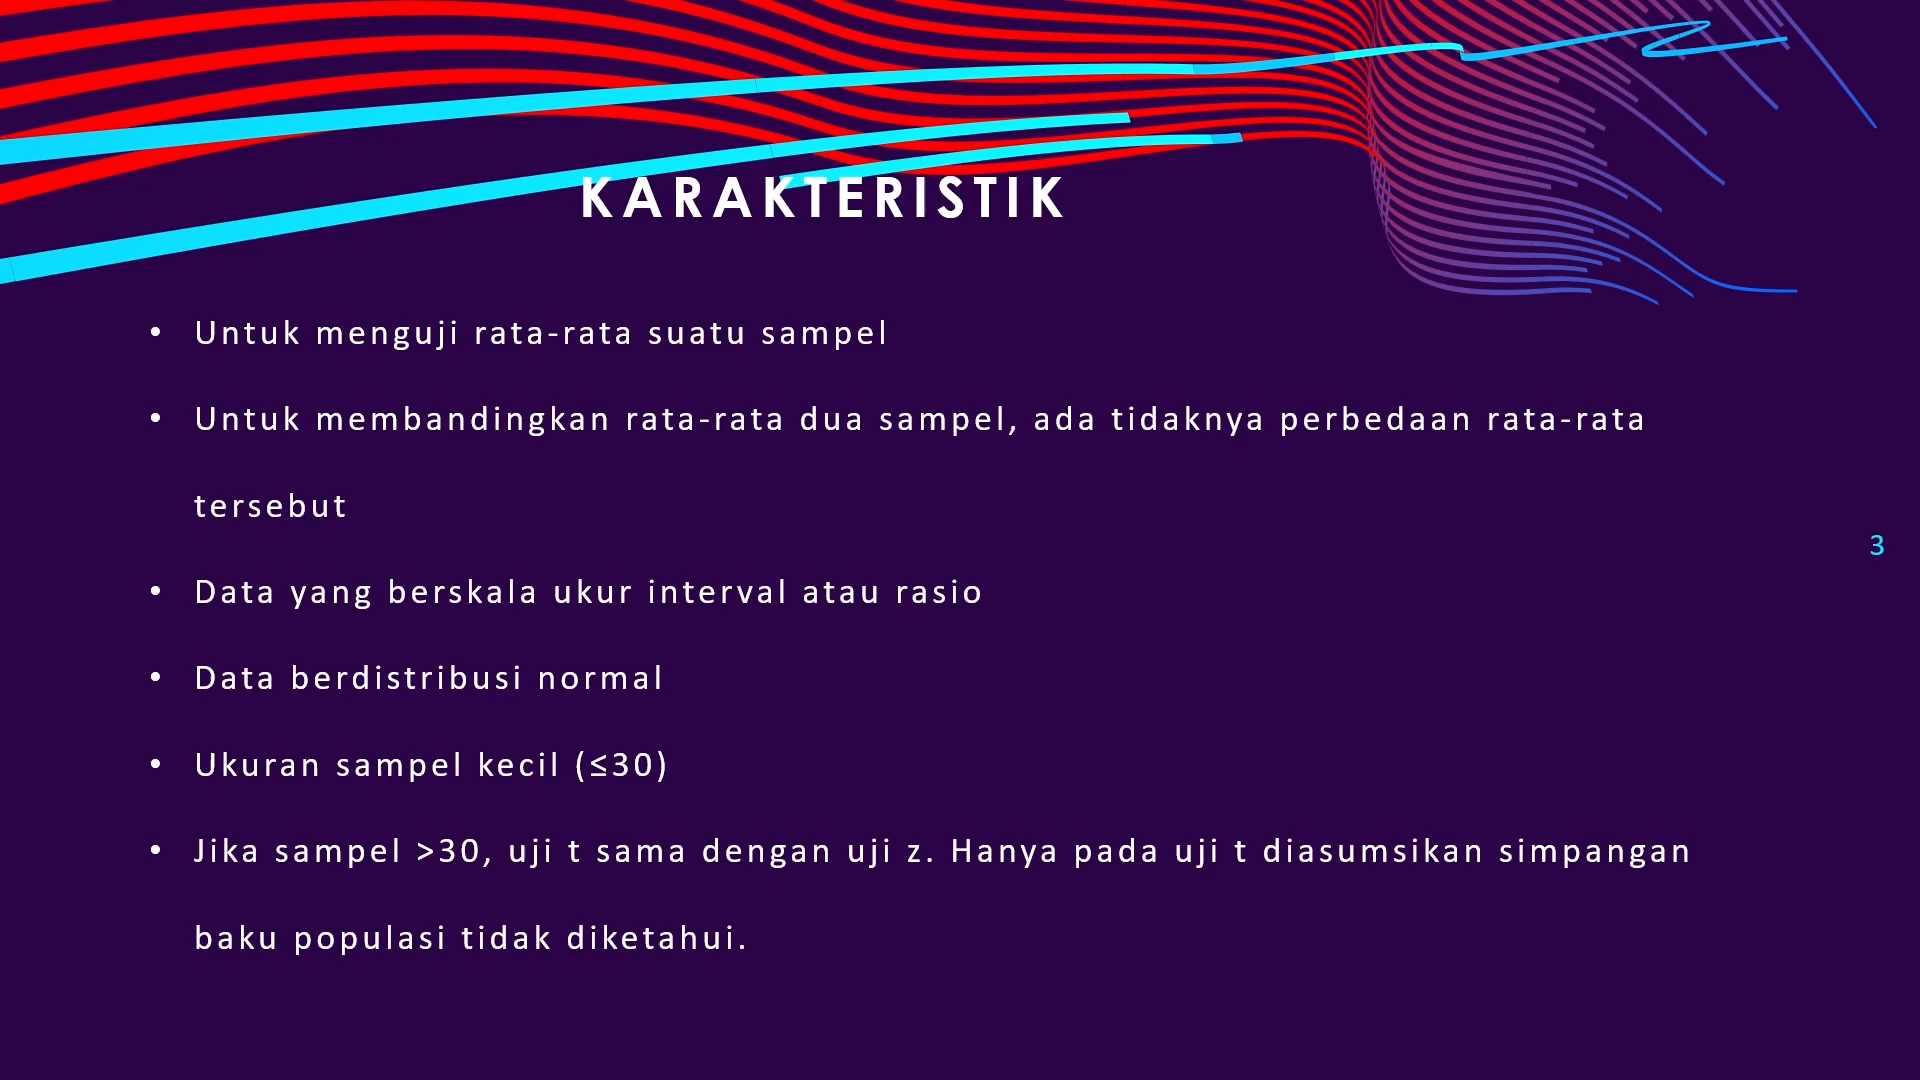 KARAKTERISTIK
• Untuk menguji rata-rata suatu sampel
• Untuk membandingkan rata-rata dua sampel, ada tidaknya perbedaan rata-rata
tersebut
3
• Data yang berskala ukur interval atau rasio
• Data berdistribusi normal
• Ukuran sampel kecil (≤30)
• Jika sampel >30, uji t sama dengan uji z. Hanya pada uji t diasumsikan simpangan
baku populasi tidak diketahui.